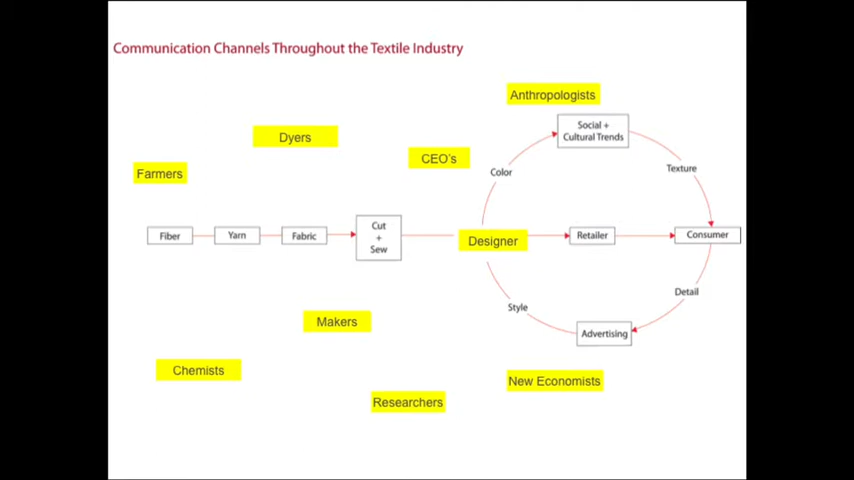 Communication Channels Throughout the Textile Industry
Anthropologists
Social +
Cultural Trends
Dyers
CEO's
Farmers
Color
Texture
Fiber
Yarn
Fabric
Cut
+
Sew
Designer
Retailer
Consumer
Detail
Style
Makers
Advertising
Chemists
New Economists
Researchers